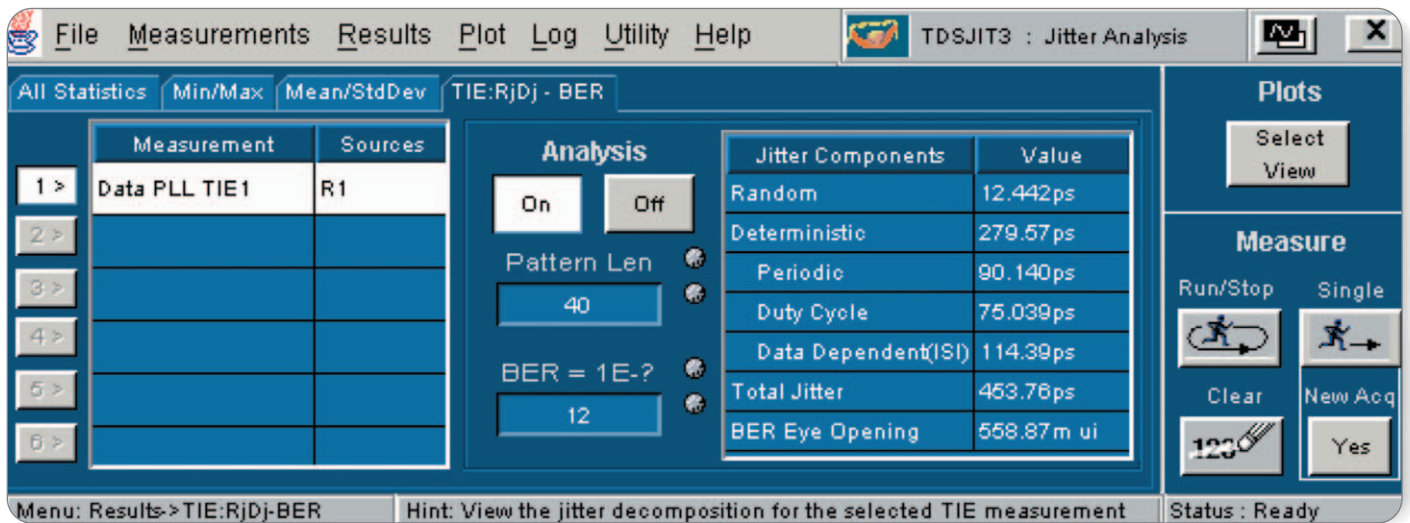 File Measurements Results Plot Log Utility Help TDSJIT3 : Jitter Analysis X
All Statistics Min/Max Mean/StdDev TIE:RjDj - BER
Measurement Sources
1 > Data PLL TIE1 R1
2 >
3 >
4 >
5 >
6 >
Analysis
On Off
Pattern Len
40
BER = 1E-?
12
Jitter Components Value
Random 12.442ps
Deterministic 279.57ps
Periodic 90.140ps
Duty Cycle 75.039ps
Data Dependent(ISI) 114.39ps
Total Jitter 453.76ps
BER Eye Opening 558.87m ui
Plots
Select
View
Measure
Run/Stop Single
Clear New Acq
123 Yes
Menu: Results->TIE:RjDj-BER Hint: View the jitter decomposition for the selected TIE measurement Status : Ready